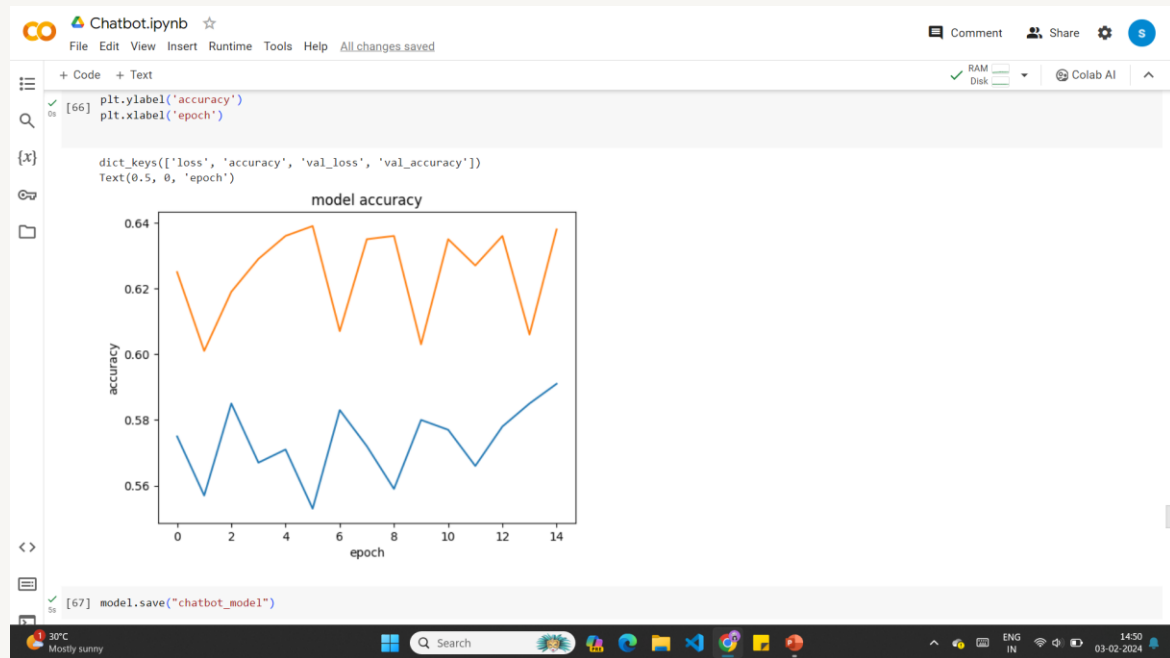 Chatbot.ipynb
File Edit View Insert Runtime Tools Help All changes saved
Comment
Share
S
+ Code + Text
RAM
Disk
Colab AI
{x}
0s
[66]
plt.ylabel('accuracy')
plt.xlabel('epoch')
dict_keys(['loss', 'accuracy', 'val_loss', 'val_accuracy'])
Text(0.5, 0, 'epoch')
model accuracy
0.64
0.62
0.60
0.58
0.56
accuracy
0 2 4 6 8 10 12 14
epoch
5s
[67] model.save("chatbot_model")
1
30°C
Mostly sunny
Search
ENG
IN
14:50
03-02-2024